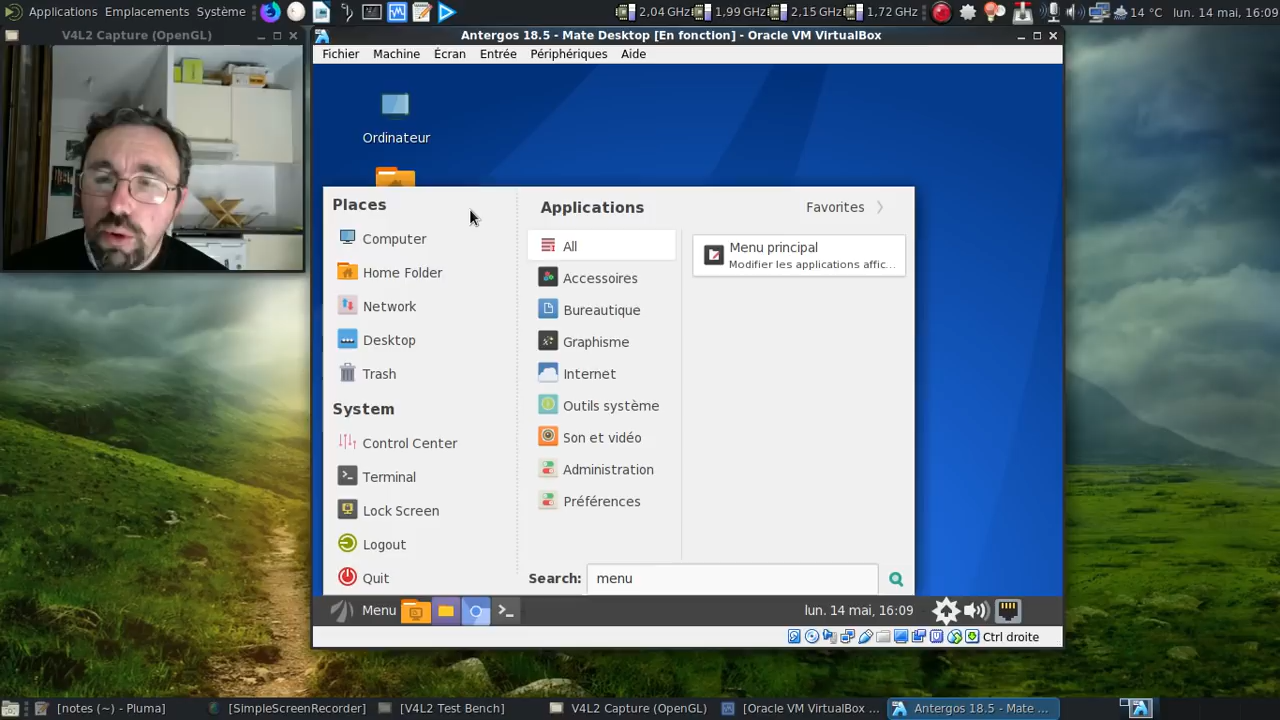 Applications Emplacements Système
2,04 GHz 1,99 GHz 2,15 GHz 1,72 GHz 14 °C lun. 14 mai, 16:09
V4L2 Capture (OpenGL)
Antergos 18.5 - Mate Desktop [En fonction] - Oracle VM VirtualBox
Fichier Machine Écran Entrée Périphériques Aide
Ordinateur
Places
Computer
Home Folder
Network
Desktop
Trash
System
Control Center
Terminal
Lock Screen
Logout
Quit
Applications
Favorites
All
Accessoires
Bureautique
Graphisme
Internet
Outils système
Son et vidéo
Administration
Préférences
Menu principal
Modifier les applications affic...
Search: menu
Menu
lun. 14 mai, 16:09
Ctrl droite
[notes (~) - Pluma] [SimpleScreenRecorder] [V4L2 Test Bench] V4L2 Capture (OpenGL) [Oracle VM VirtualBox ... Antergos 18.5 - Mate ...